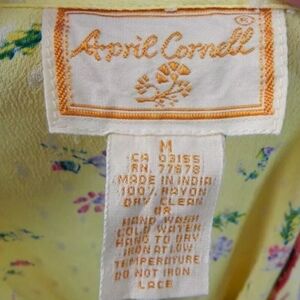 April Cornell
M
CA 03155
RN. 77978
MADE IN INDIA
100% RAYON
DRY CLEAN
OR
HAND WASH
COLD WATER
HANG TO DRY
IRON AT LOW
TEMPERATURE
DO NOT IRON
LACE